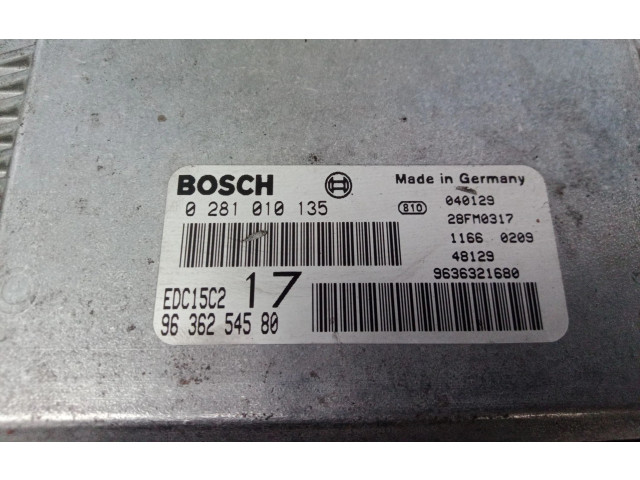 BOSCH
Made in Germany
0 281 010 135
810
040129
28FM0317
1166 0209
48129
9636321680
EDC15C2 17
96 362 545 80